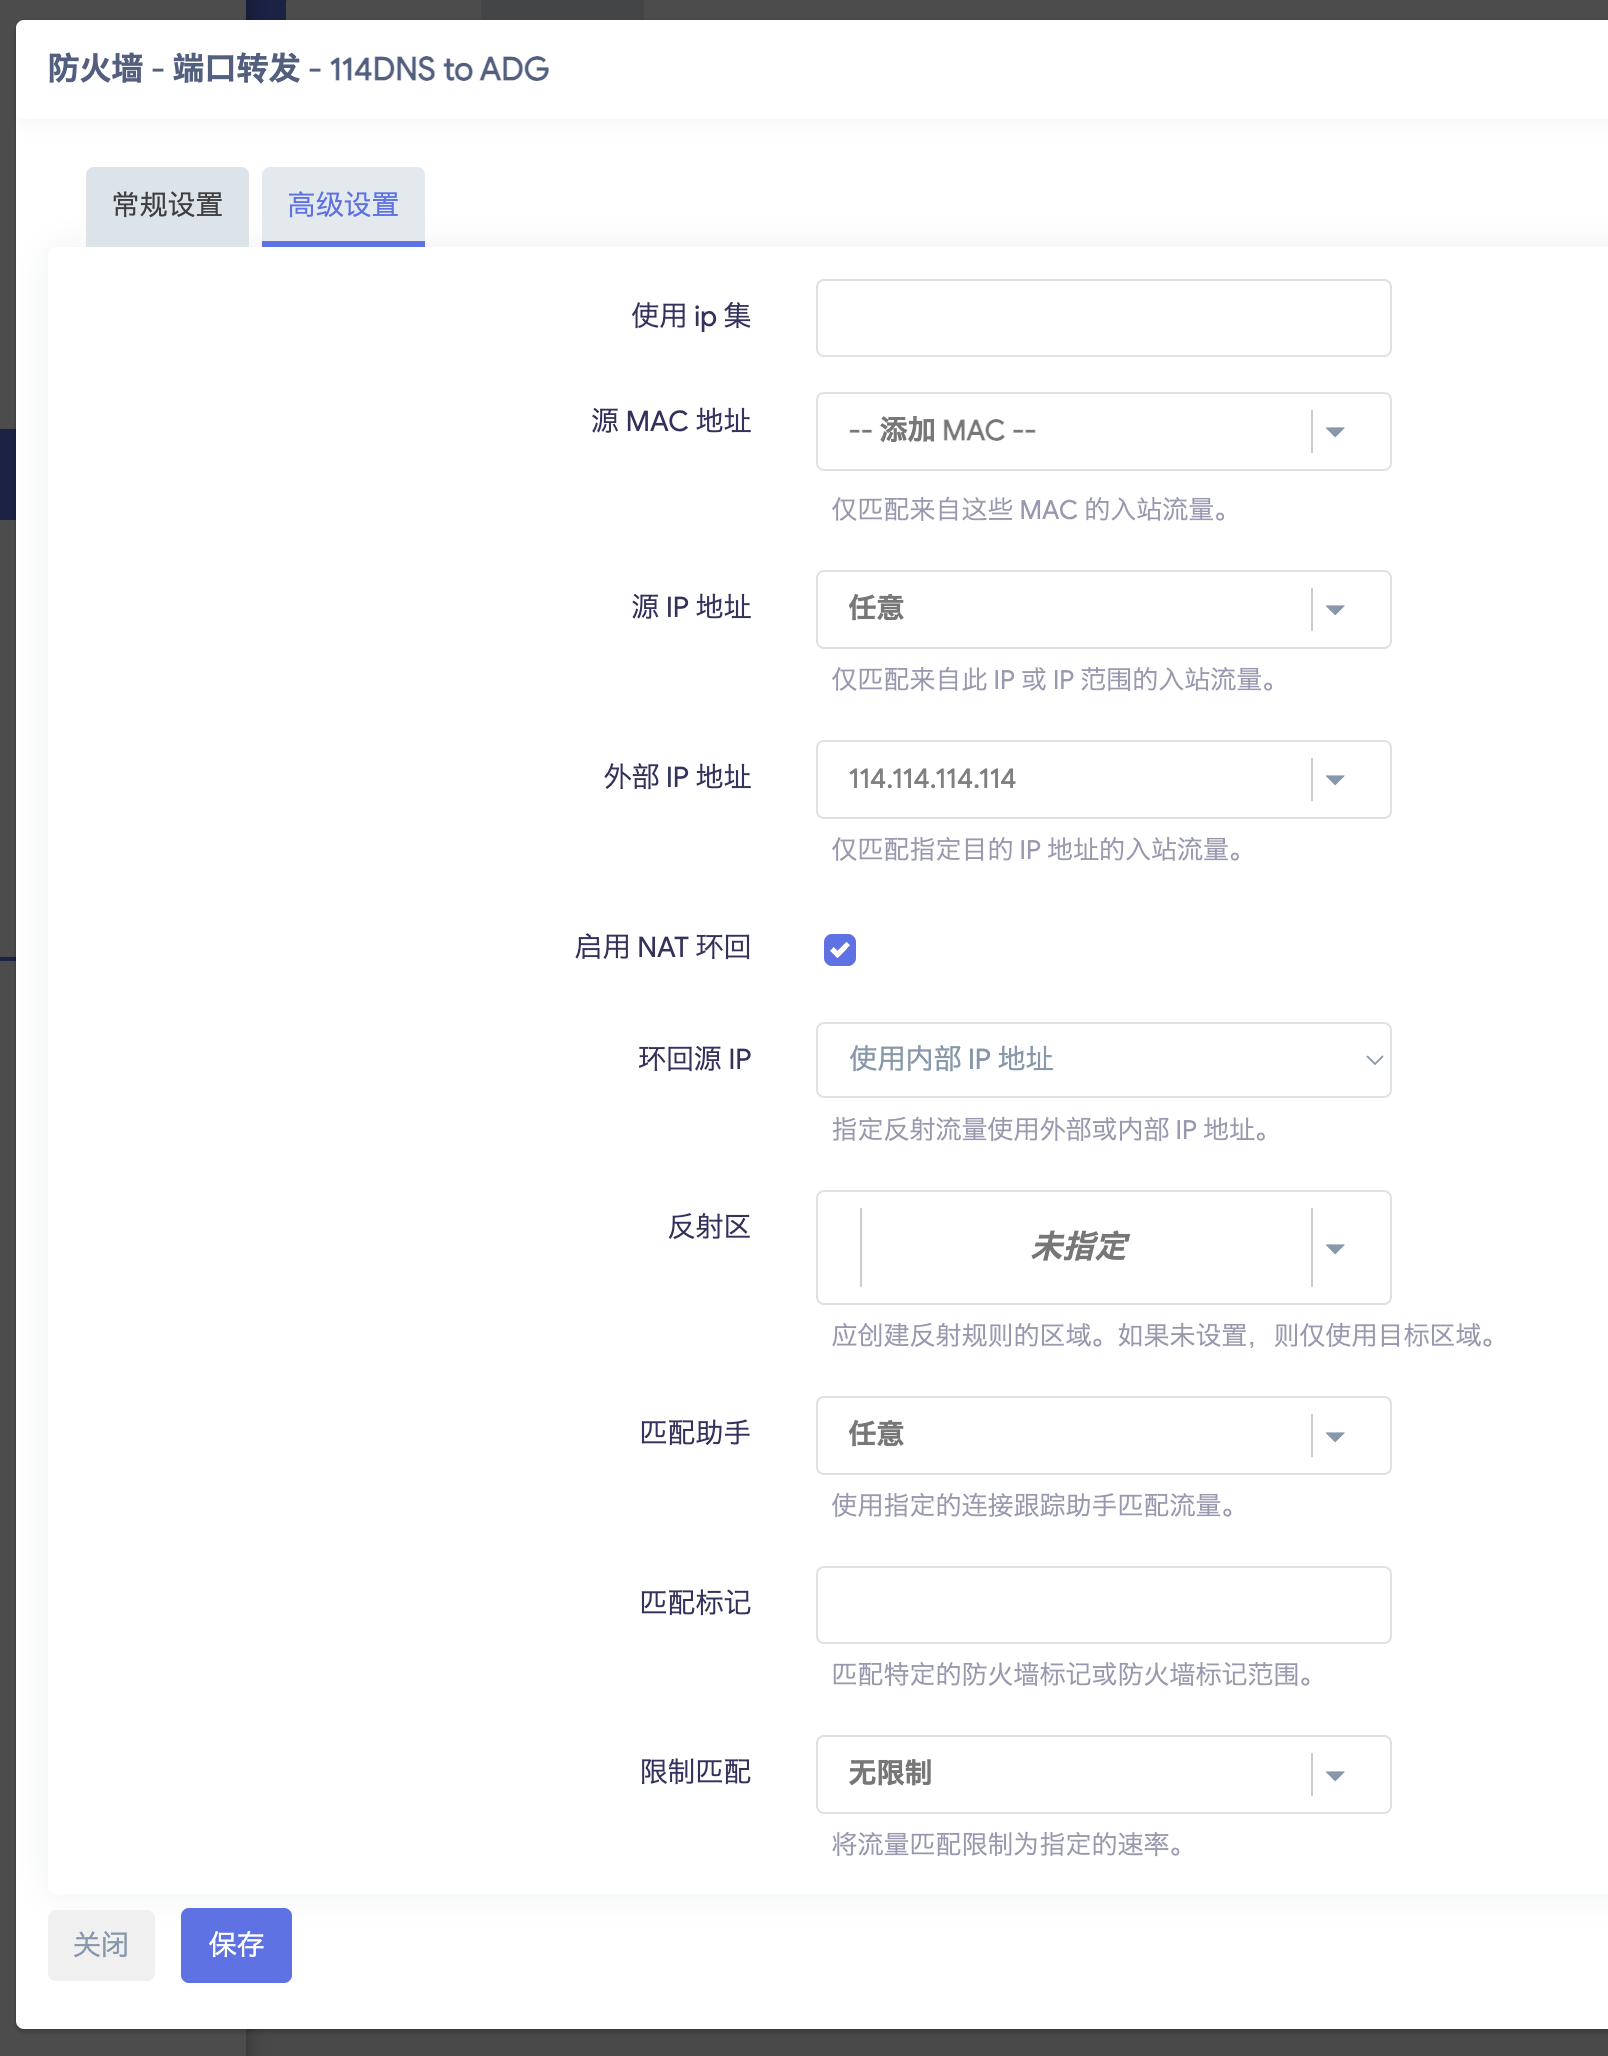 防火墙 - 端口转发 - 114DNS to ADG
常规设置
高级设置
使用 ip 集
源 MAC 地址
-- 添加 MAC --
仅匹配来自这些 MAC 的入站流量。
源 IP 地址
任意
仅匹配来自此 IP 或 IP 范围的入站流量。
外部 IP 地址
114.114.114.114
仅匹配指定目的 IP 地址的入站流量。
启用 NAT 环回
环回源 IP
使用内部 IP 地址
指定反射流量使用外部或内部 IP 地址。
反射区
未指定
应创建反射规则的区域。如果未设置，则仅使用目标区域。
匹配助手
任意
使用指定的连接跟踪助手匹配流量。
匹配标记
匹配特定的防火墙标记或防火墙标记范围。
限制匹配
无限制
将流量匹配限制为指定的速率。
关闭
保存